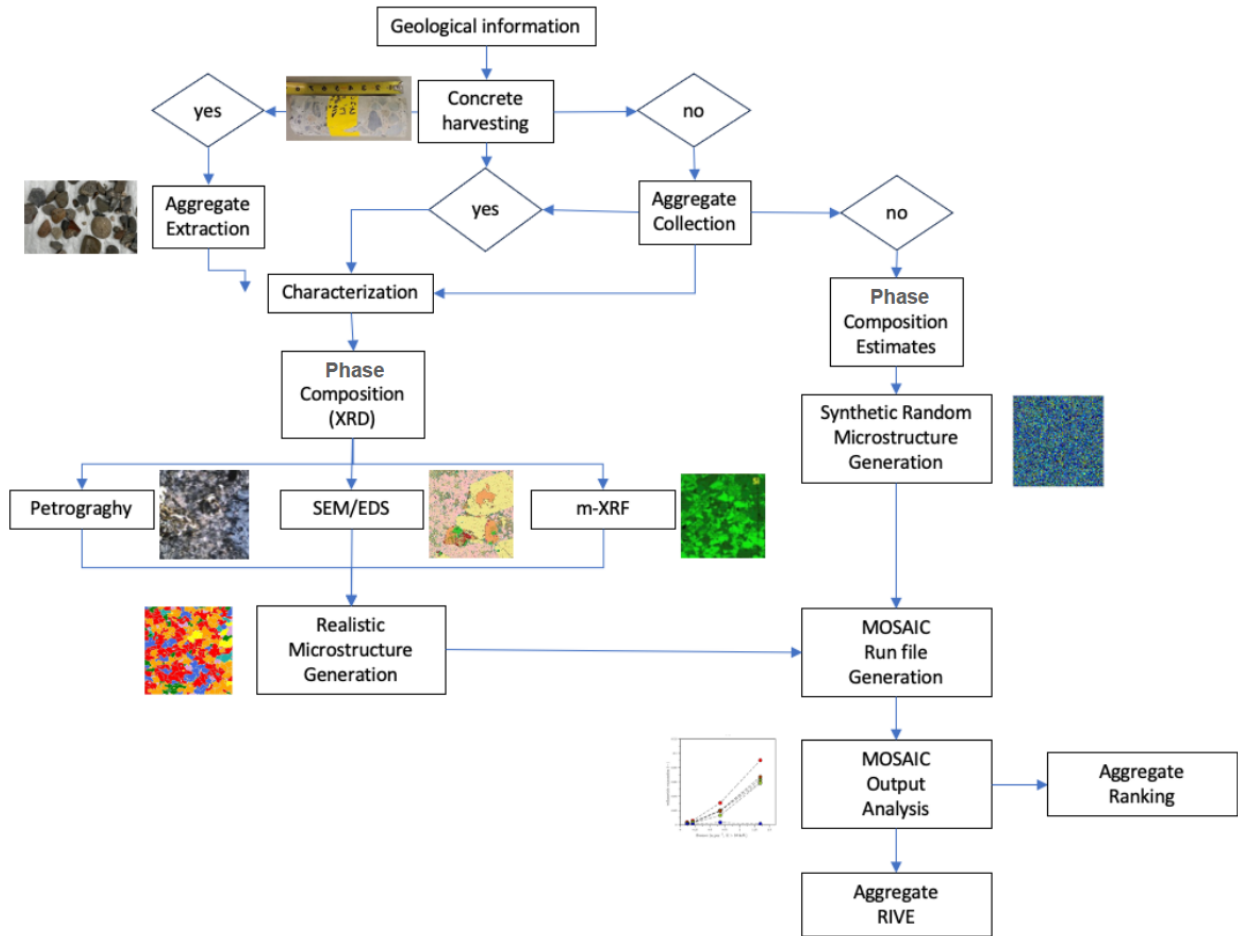 Geological information
yes
Concrete
harvesting
no
Aggregate
Extraction
yes
Aggregate
Collection
no
Characterization
Phase
Composition
Estimates
Phase
Composition
(XRD)
Synthetic Random
Microstructure
Generation
Petrography
SEM/EDS
m-XRF
Realistic
Microstructure
Generation
MOSAIC
Run file
Generation
MOSAIC
Output
Analysis
Aggregate
Ranking
Aggregate
RIVE